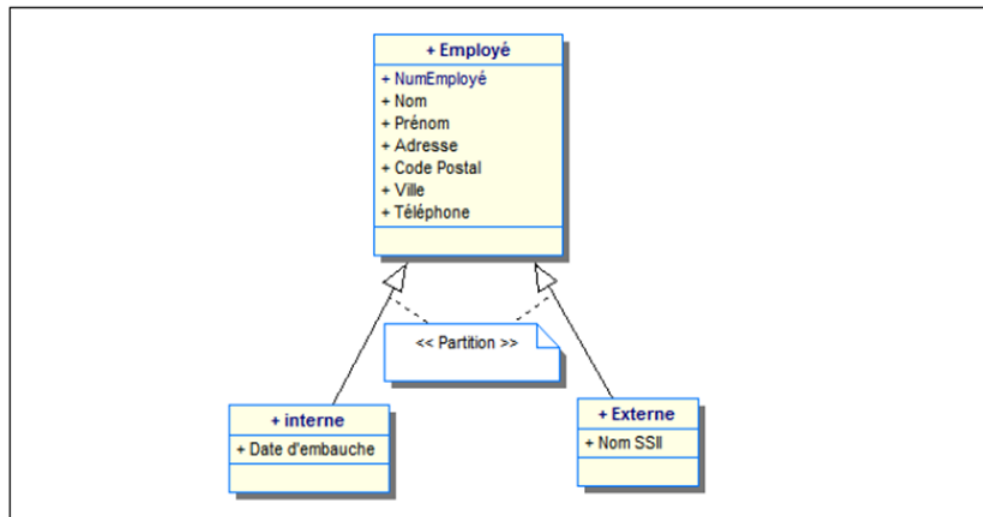 + Employé
+ NumEmployé
+ Nom
+ Prénom
+ Adresse
+ Code Postal
+ Ville
+ Téléphone
<< Partition >>
+ interne
+ Date d'embauche
+ Externe
+ Nom SSII